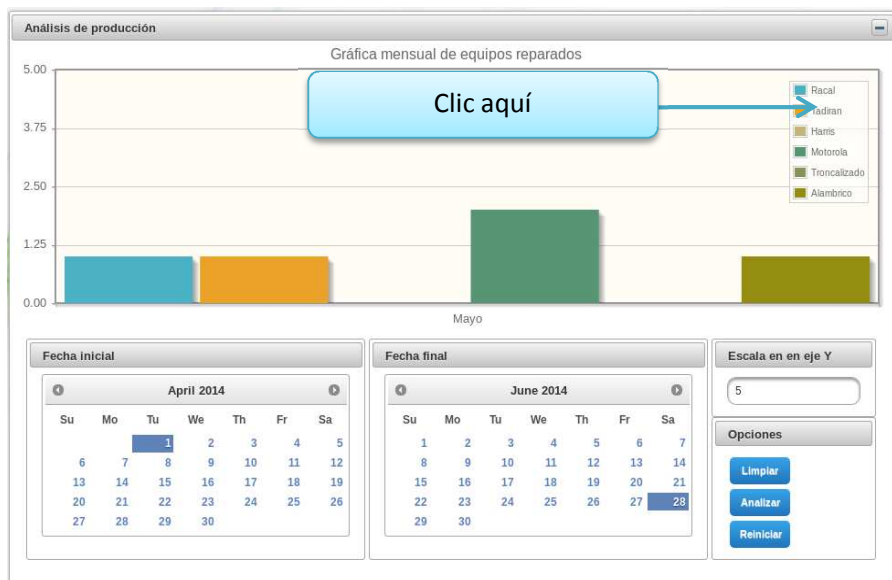 Análisis de producción
Gráfica mensual de equipos reparados
5.00
3.75
2.50
1.25
0.00
Clic aquí
Racal
Tadiran
Harris
Motorola
Troncalizado
Alambrico
Mayo
Fecha inicial
April 2014
Su Mo Tu We Th Fr Sa
1 2 3 4 5
6 7 8 9 10 11 12
13 14 15 16 17 18 19
20 21 22 23 24 25 26
27 28 29 30
Fecha final
June 2014
Su Mo Tu We Th Fr Sa
1 2 3 4 5 6 7
8 9 10 11 12 13 14
15 16 17 18 19 20 21
22 23 24 25 26 27 28
29 30
Escala en en eje Y
5
Opciones
Limpiar
Analizar
Reiniciar